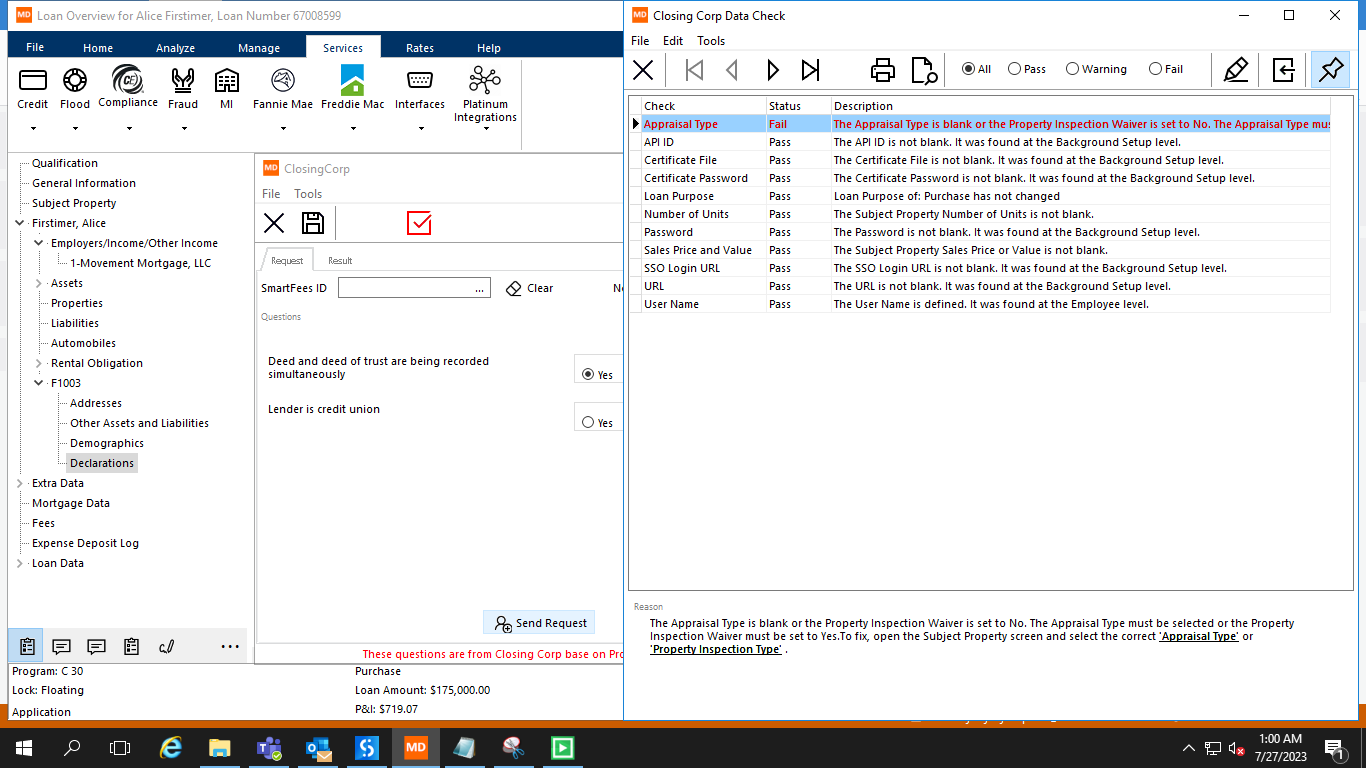 MD Loan Overview for Alice Firstimer, Loan Number 67008599
File Home Analyze Manage Services Rates Help
Credit Flood Compliance Fraud MI Fannie Mae Freddie Mac Interfaces Platinum
Integrations
Qualification
General Information
Subject Property
Firstimer, Alice
Employers/Income/Other Income
1-Movement Mortgage, LLC
Assets
Properties
Liabilities
Automobiles
Rental Obligation
F1003
Addresses
Other Assets and Liabilities
Demographics
Declarations
Extra Data
Mortgage Data
Fees
Expense Deposit Log
Loan Data
...
MD ClosingCorp
File Tools
Request Result
SmartFees ID ... Clear
Questions
Deed and deed of trust are being recorded
simultaneously
Yes
Lender is credit union
Yes
Send Request
These questions are from Closing Corp base on
Program: C 30 Purchase
Lock: Floating Loan Amount: $175,000.00
Application P&I: $719.07
MD Closing Corp Data Check
File Edit Tools
All Pass Warning Fail
Check Status Description
Appraisal Type Fail The Appraisal Type is blank or the Property Inspection Waiver is set to No. The Appraisal Type
API ID Pass The API ID is not blank. It was found at the Background Setup level.
Certificate File Pass The Certificate File is not blank. It was found at the Background Setup level.
Certificate Password Pass The Certificate Password is not blank. It was found at the Background Setup level.
Loan Purpose Pass Loan Purpose of: Purchase has not changed
Number of Units Pass The Subject Property Number of Units is not blank.
Password Pass The Password is not blank. It was found at the Background Setup level.
Sales Price and Value Pass The Subject Property Sales Price or Value is not blank.
SSO Login URL Pass The SSO Login URL is not blank. It was found at the Background Setup level.
URL Pass The URL is not blank. It was found at the Background Setup level.
User Name Pass The User Name is defined. It was found at the Employee level.
Reason
The Appraisal Type is blank or the Property Inspection Waiver is set to No. The Appraisal Type must be selected or the Property
Inspection Waiver must be set to Yes.To fix, open the Subject Property screen and select the correct 'Appraisal Type' or
'Property Inspection Type' .
MD
1:00 AM
7/27/2023
1